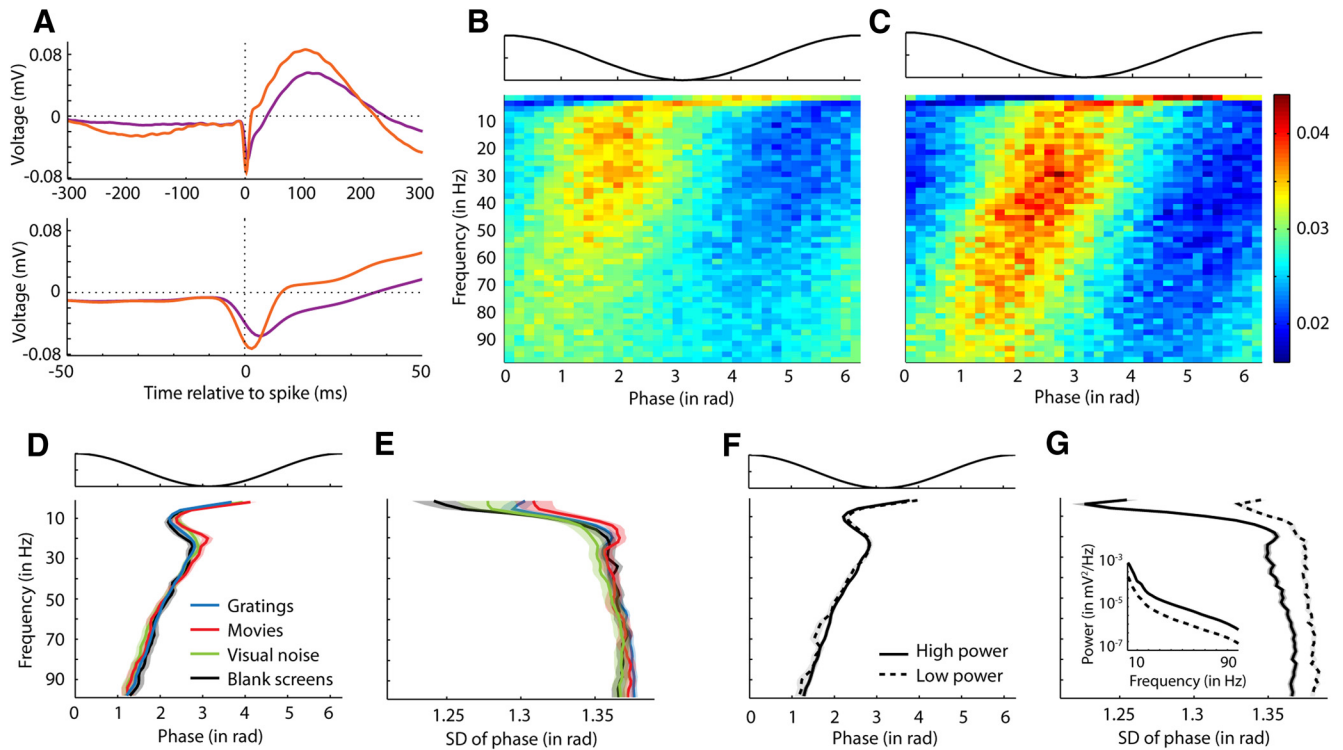 A
0.08
0
-0.08
Voltage (mV)
-300 -200 -100 0 100 200 300
0.08
0
-0.08
Voltage (mV)
-50 0 50
Time relative to spike (ms)
B
10
20
30
40
50
60
70
80
90
Frequency (in Hz)
0 1 2 3 4 5 6
Phase (in rad)
C
0 1 2 3 4 5 6
Phase (in rad)
0.04
0.03
0.02
D
10
30
50
70
90
Frequency (in Hz)
Gratings
Movies
Visual noise
Blank screens
0 1 2 3 4 5 6
Phase (in rad)
E
1.25 1.3 1.35
SD of phase (in rad)
F
High power
Low power
0 1 2 3 4 5 6
Phase (in rad)
G
Power (in mV²/Hz)
10⁻³
10⁻⁵
10⁻⁷
10 90
Frequency (in Hz)
1.25 1.3 1.35
SD of phase (in rad)